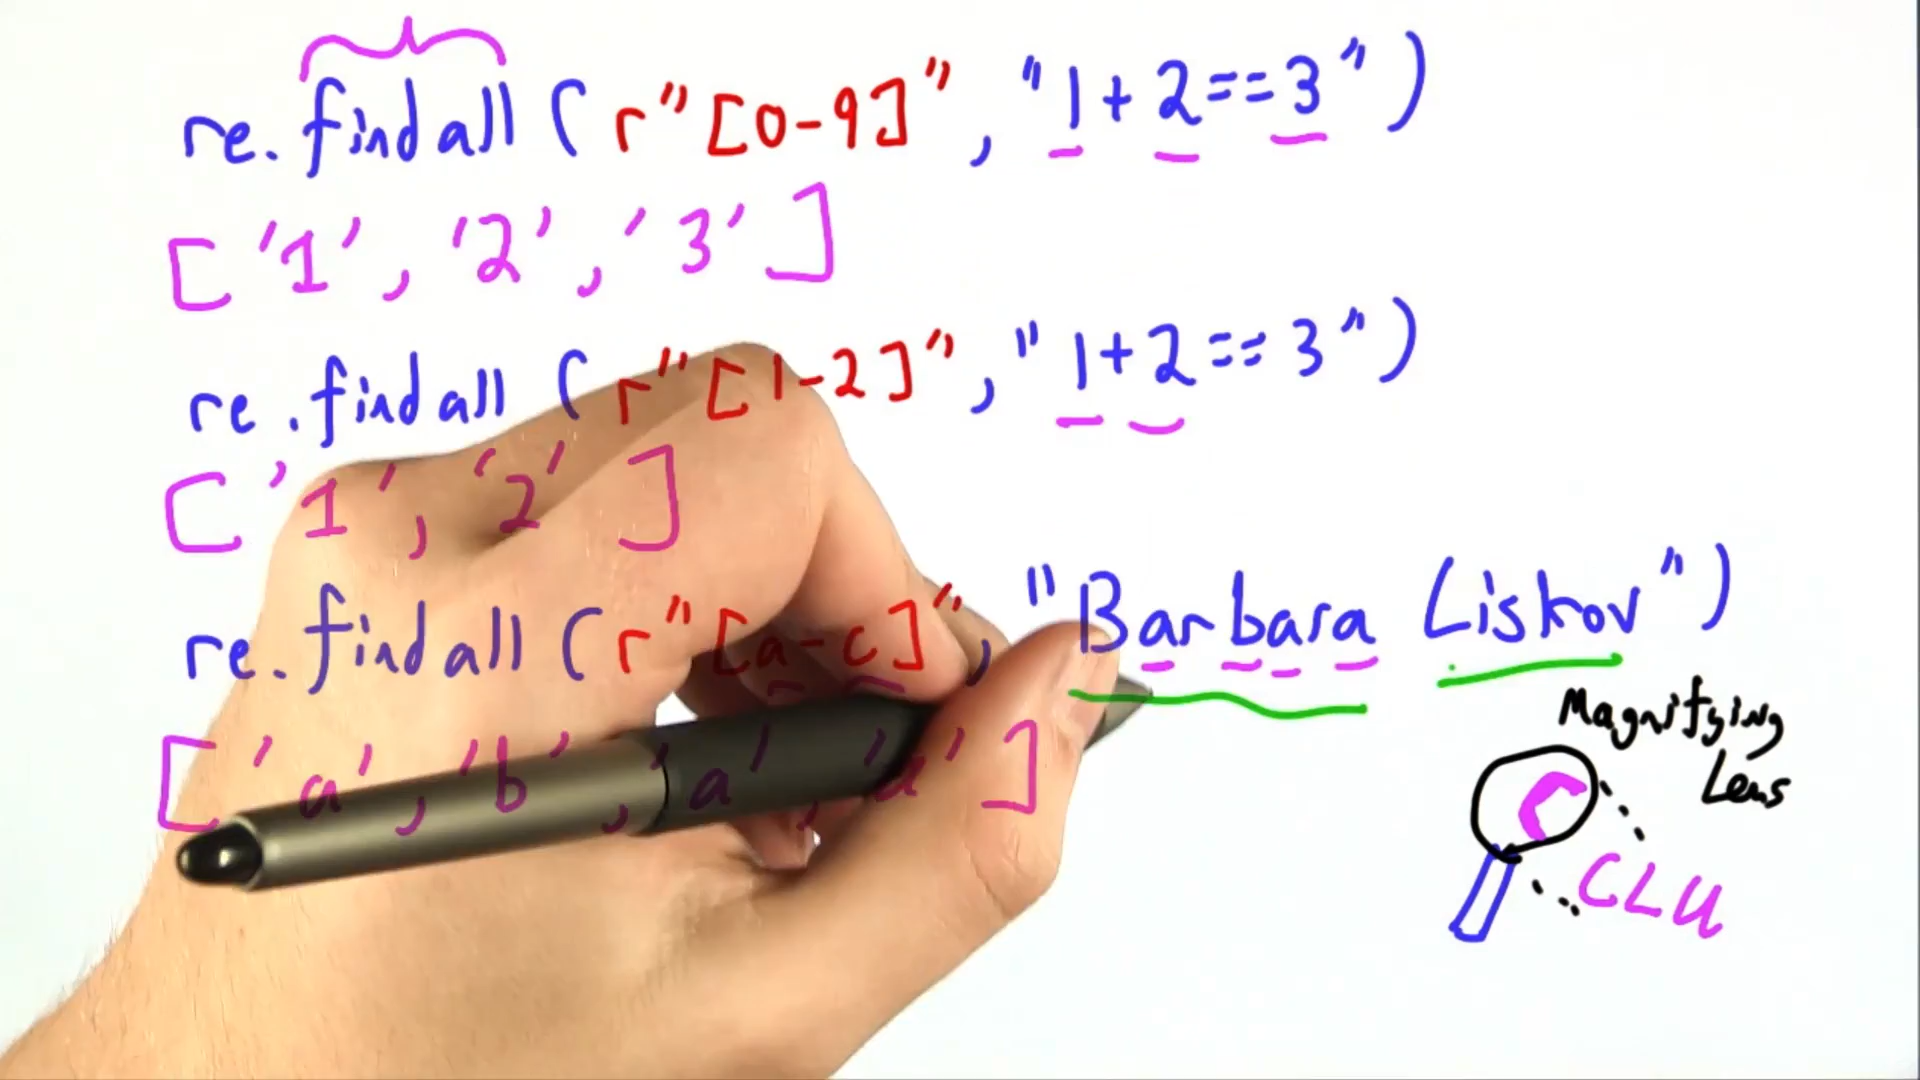 re.findall(r"[0-9]", "1+2==3")
['1', '2', '3']
re.findall(r"[1-2]", "1+2==3")
['1', '2']
re.findall(r"[a-c]", "Barbara Liskov")
['a', 'b', 'a', 'a']
Magnifying
Lens
C
CLU